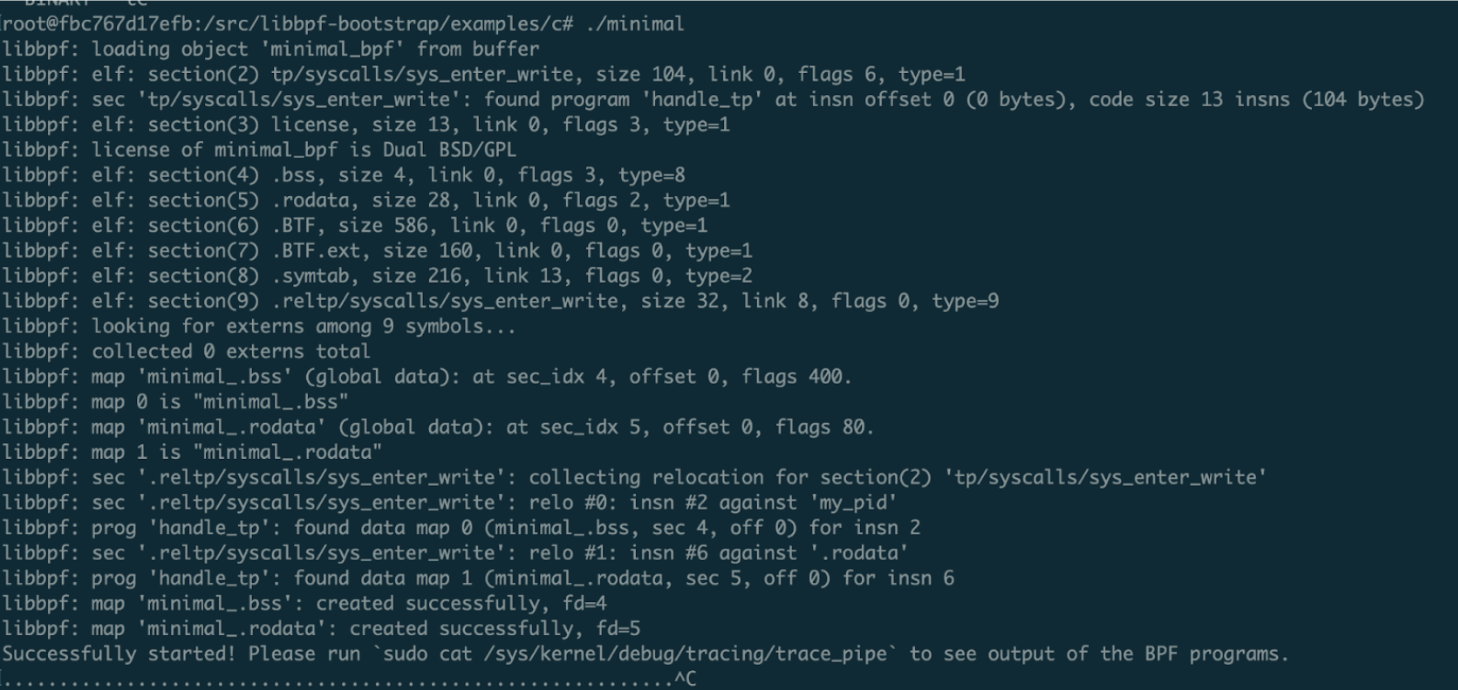 root@fbc767d17efb:/src/libbpf-bootstrap/examples/c# ./minimal
libbpf: loading object 'minimal_bpf' from buffer
libbpf: elf: section(2) tp/syscalls/sys_enter_write, size 104, link 0, flags 6, type=1
libbpf: sec 'tp/syscalls/sys_enter_write': found program 'handle_tp' at insn offset 0 (0 bytes), code size 13 insns (104 bytes)
libbpf: elf: section(3) license, size 13, link 0, flags 3, type=1
libbpf: license of minimal_bpf is Dual BSD/GPL
libbpf: elf: section(4) .bss, size 4, link 0, flags 3, type=8
libbpf: elf: section(5) .rodata, size 28, link 0, flags 2, type=1
libbpf: elf: section(6) .BTF, size 586, link 0, flags 0, type=1
libbpf: elf: section(7) .BTF.ext, size 160, link 0, flags 0, type=1
libbpf: elf: section(8) .symtab, size 216, link 13, flags 0, type=2
libbpf: elf: section(9) .reltp/syscalls/sys_enter_write, size 32, link 8, flags 0, type=9
libbpf: looking for externs among 9 symbols...
libbpf: collected 0 externs total
libbpf: map 'minimal_.bss' (global data): at sec_idx 4, offset 0, flags 400.
libbpf: map 0 is "minimal_.bss"
libbpf: map 'minimal_.rodata' (global data): at sec_idx 5, offset 0, flags 80.
libbpf: map 1 is "minimal_.rodata"
libbpf: sec '.reltp/syscalls/sys_enter_write': collecting relocation for section(2) 'tp/syscalls/sys_enter_write'
libbpf: sec '.reltp/syscalls/sys_enter_write': relo #0: insn #2 against 'my_pid'
libbpf: prog 'handle_tp': found data map 0 (minimal_.bss, sec 4, off 0) for insn 2
libbpf: sec '.reltp/syscalls/sys_enter_write': relo #1: insn #6 against '.rodata'
libbpf: prog 'handle_tp': found data map 1 (minimal_.rodata, sec 5, off 0) for insn 6
libbpf: map 'minimal_.bss': created successfully, fd=4
libbpf: map 'minimal_.rodata': created successfully, fd=5
Successfully started! Please run `sudo cat /sys/kernel/debug/tracing/trace_pipe` to see output of the BPF programs.
............................................................^C